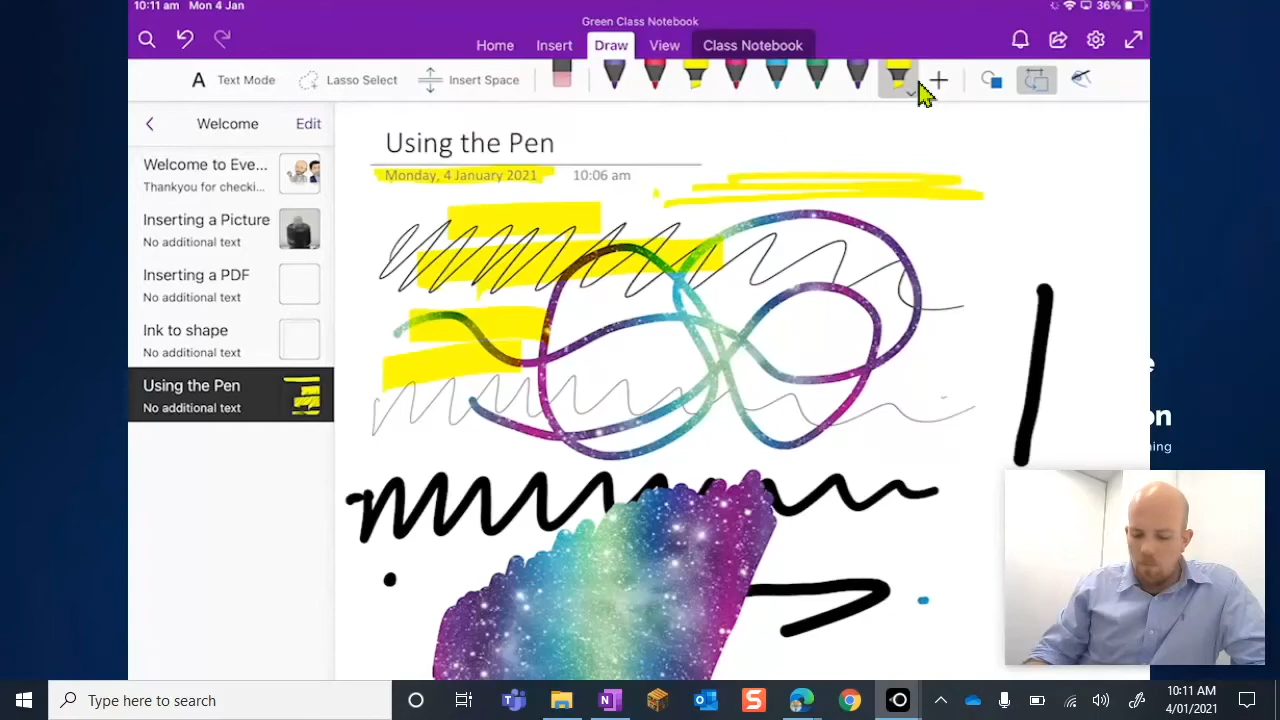 10:11 am Mon 4 Jan
36%
Green Class Notebook
Home Insert Draw View Class Notebook
Text Mode Lasso Select Insert Space
Welcome Edit
Welcome to Eve...
Thankyou for checki...
Inserting a Picture
No additional text
Inserting a PDF
No additional text
Ink to shape
No additional text
Using the Pen
No additional text
Using the Pen
Monday, 4 January 2021 10:06 am
e
on
ning
Type here to search
10:11 AM
4/01/2021